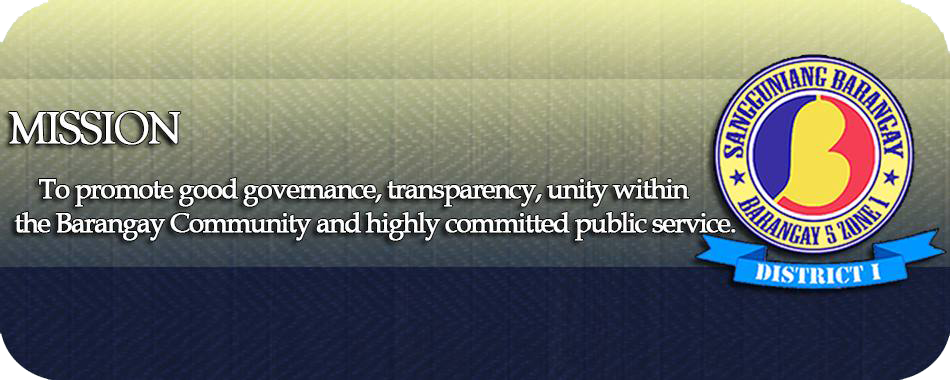 MISSION
To promote good governance, transparency, unity within
the Barangay Community and highly committed public service.
SANGGUNIANG BARANGAY
BARANGAY 5 ZONE 1
DISTRICT I